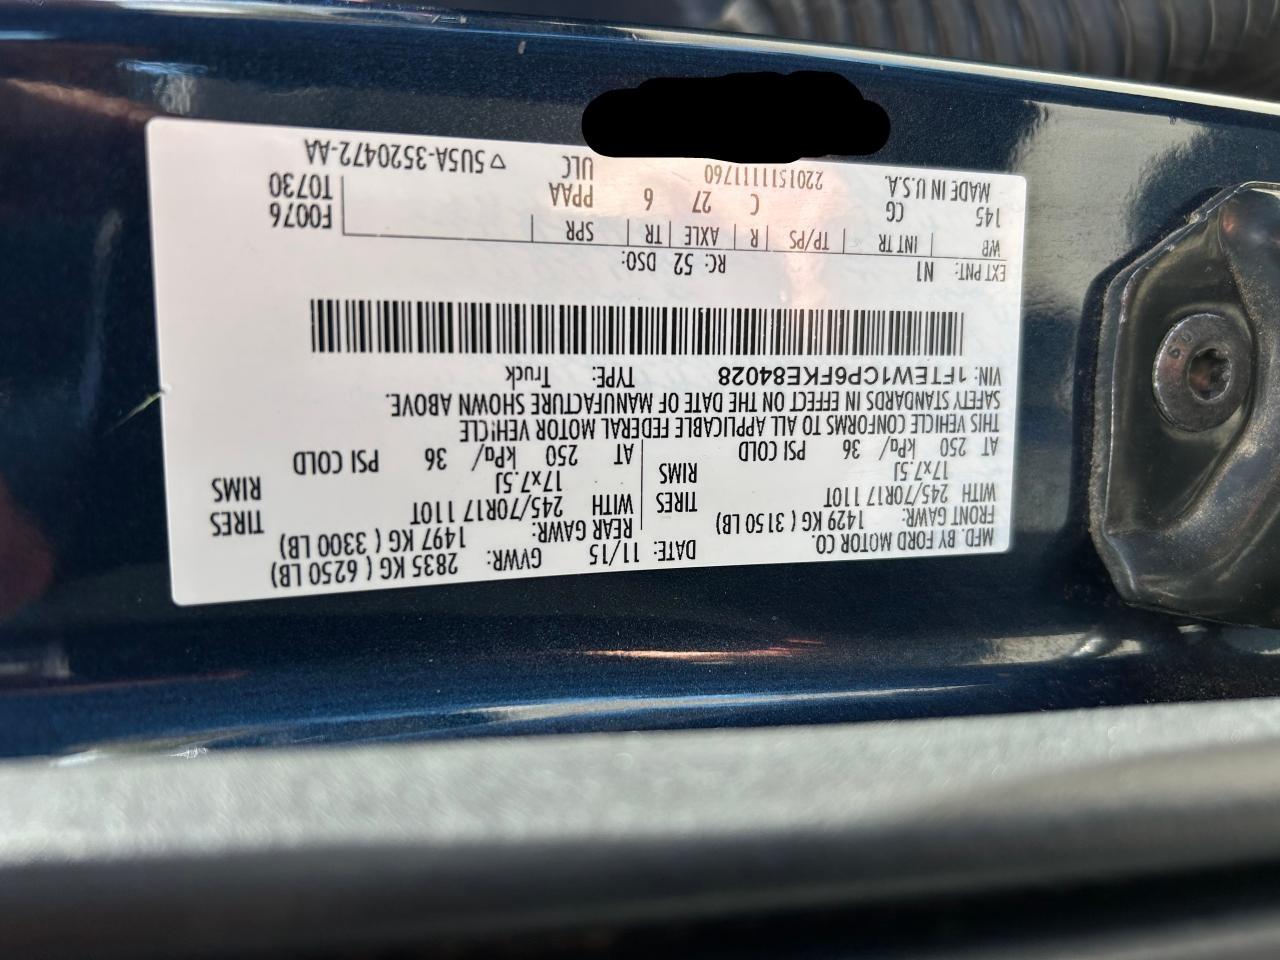 MFD. BY FORD MOTOR CO.
DATE: 11/15 GVWR: 2835 KG ( 6250 LB)
FRONT GAWR: 1429 KG ( 3150 LB) REAR GAWR: 1497 KG ( 3300 LB)
WITH 245/70R17 110T TIRES WITH 245/70R17 110T TIRES
17x7.5J RIMS 17x7.5J RIMS
AT 250 kPa/ 36 PSI COLD AT 250 kPa/ 36 PSI COLD
THIS VEHICLE CONFORMS TO ALL APPLICABLE FEDERAL MOTOR VEHICLE
SAFETY STANDARDS IN EFFECT ON THE DATE OF MANUFACTURE SHOWN ABOVE.
VIN: 1FTEW1CP6FKE84028 TYPE: Truck
EXT PNT: N1 RC: 52 DSO:
WB INT TR TP/PS R AXLE TR SPR F0076
145 CG C 27 6 PPAA T0730
MADE IN U.S.A. 220151111760 ULC ▽5U5A-3520472-AA